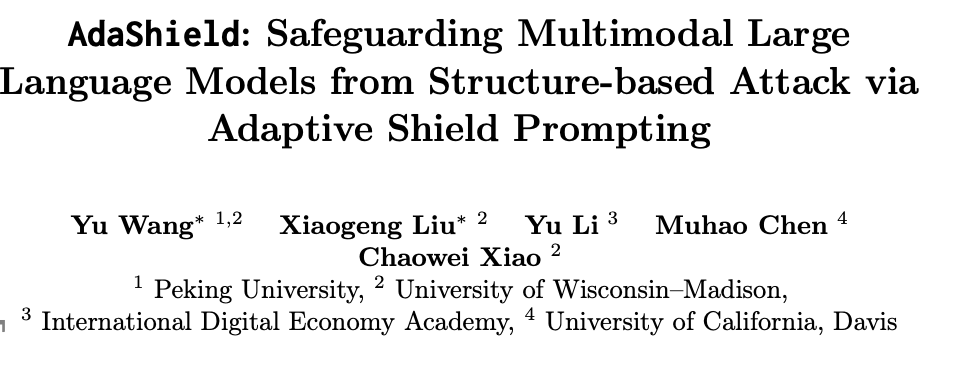 AdaShield: Safeguarding Multimodal Large
Language Models from Structure-based Attack via
Adaptive Shield Prompting
Yu Wang* 1,2 Xiaogeng Liu* 2 Yu Li 3 Muhao Chen 4
Chaowei Xiao 2
1 Peking University, 2 University of Wisconsin–Madison,
3 International Digital Economy Academy, 4 University of California, Davis